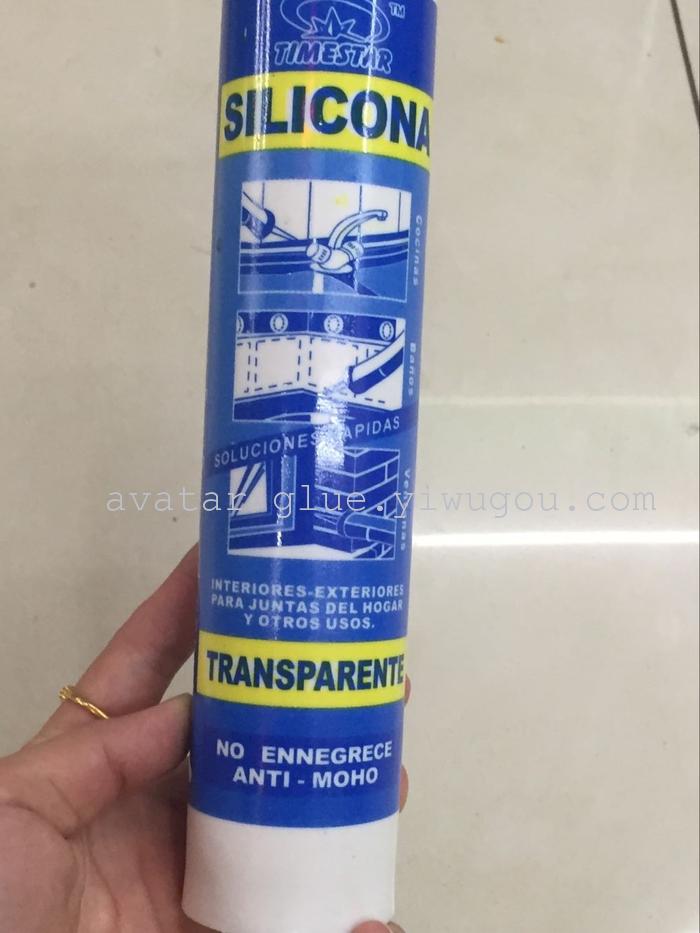 TM
TIMESTAR
SILICONA
Cocinas
Baños
SOLUCIONES RAPIDAS
avatar glue.yiwugou.com
INTERIORES-EXTERIORES
PARA JUNTAS DEL HOGAR
Y OTROS USOS.
TRANSPARENTE
NO ENNEGRECE
ANTI - MOHO